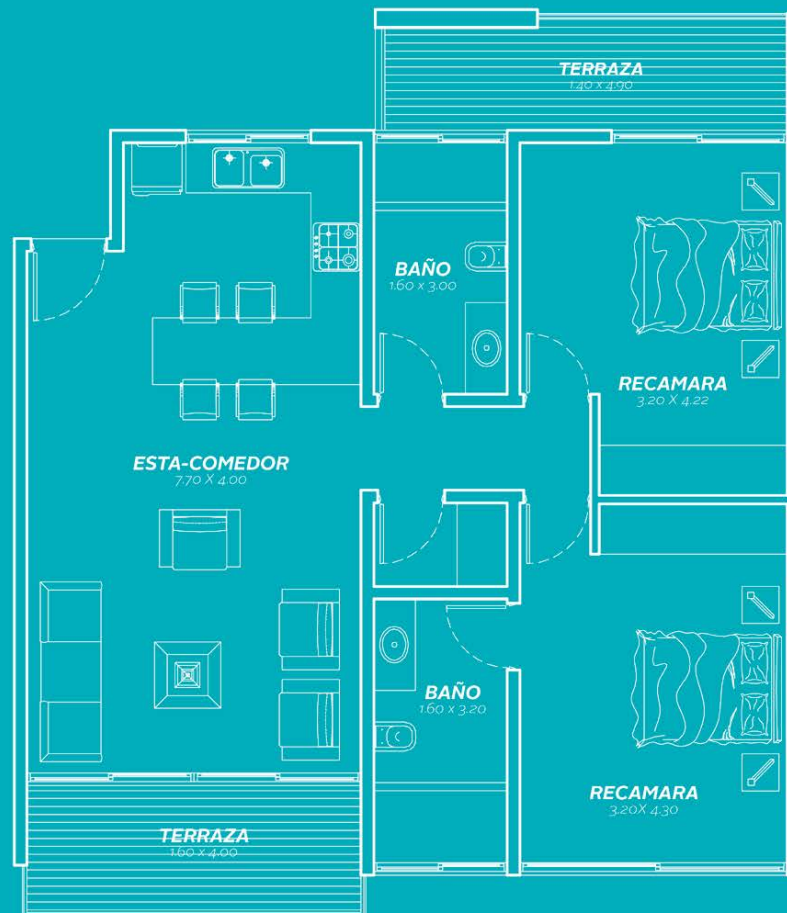 TERRAZA
1.40 x 4.90
BAÑO
1.60 x 3.00
RECAMARA
3.20 X 4.22
ESTA-COMEDOR
7.70 X 4.00
BAÑO
1.60 x 3.20
RECAMARA
3.20X 4.30
TERRAZA
1.60 x 4.00